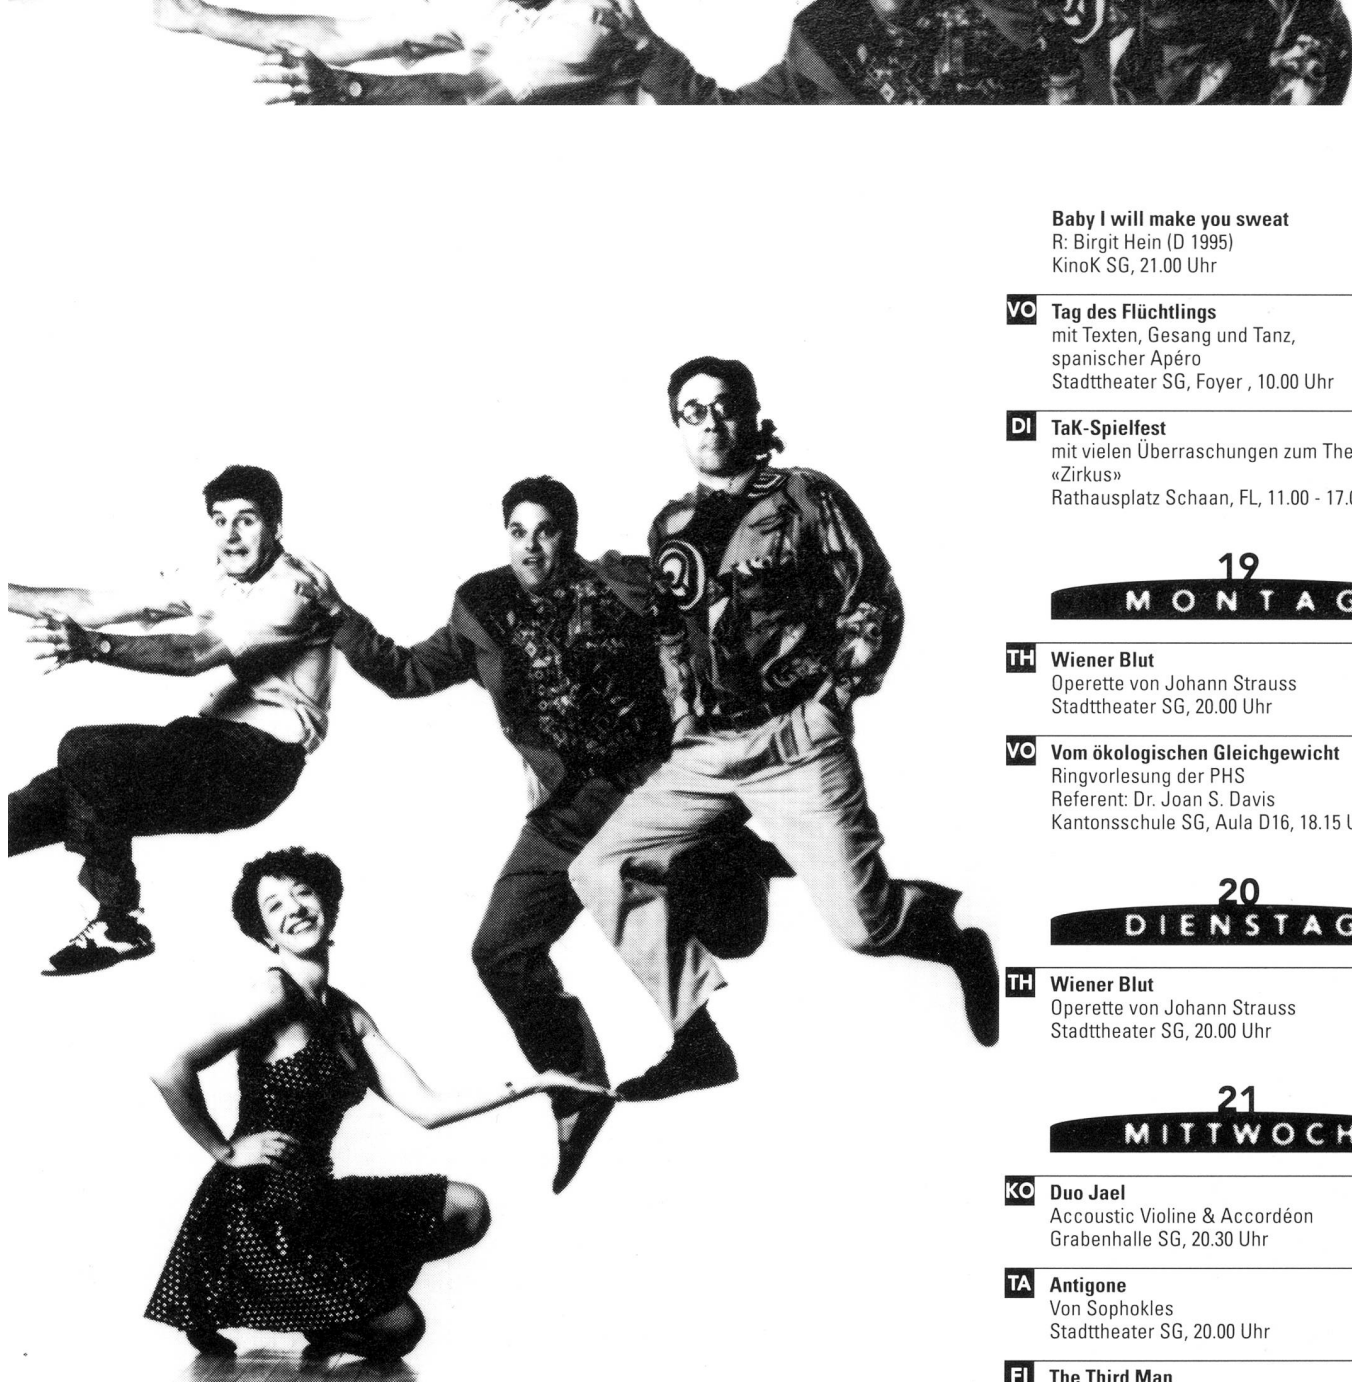 Baby I will make you sweat
R: Birgit Hein (D 1995)
KinoK SG, 21.00 Uhr
VO Tag des Flüchtlings
mit Texten, Gesang und Tanz,
spanischer Apéro
Stadttheater SG, Foyer , 10.00 Uhr
DI TaK-Spielfest
mit vielen Überraschungen zum The
«Zirkus»
Rathausplatz Schaan, FL, 11.00 - 17.0
19
MONTAG
TH Wiener Blut
Operette von Johann Strauss
Stadttheater SG, 20.00 Uhr
VO Vom ökologischen Gleichgewicht
Ringvorlesung der PHS
Referent: Dr. Joan S. Davis
Kantonsschule SG, Aula D16, 18.15 U
20
DIENSTAG
TH Wiener Blut
Operette von Johann Strauss
Stadttheater SG, 20.00 Uhr
21
MITTWOCH
KO Duo Jael
Accoustic Violine & Accordéon
Grabenhalle SG, 20.30 Uhr
TA Antigone
Von Sophokles
Stadttheater SG, 20.00 Uhr
FI The Third Man